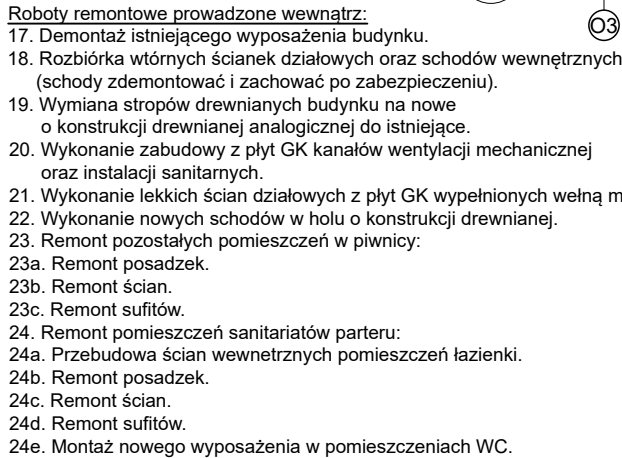 Roboty remontowe prowadzone wewnątrz:
O3
17. Demontaż istniejącego wyposażenia budynku.
18. Rozbiórka wtórnych ścianek działowych oraz schodów wewnętrznych
(schody zdemontować i zachować po zabezpieczeniu).
19. Wymiana stropów drewnianych budynku na nowe
o konstrukcji drewnianej analogicznej do istniejące.
20. Wykonanie zabudowy z płyt GK kanałów wentylacji mechanicznej
oraz instalacji sanitarnych.
21. Wykonanie lekkich ścian działowych z płyt GK wypełnionych wełną m
22. Wykonanie nowych schodów w holu o konstrukcji drewnianej.
23. Remont pozostałych pomieszczeń w piwnicy:
23a. Remont posadzek.
23b. Remont ścian.
23c. Remont sufitów.
24. Remont pomieszczeń sanitariatów parteru:
24a. Przebudowa ścian wewnetrznych pomieszczeń łazienki.
24b. Remont posadzek.
24c. Remont ścian.
24d. Remont sufitów.
24e. Montaż nowego wyposażenia w pomieszczeniach WC.